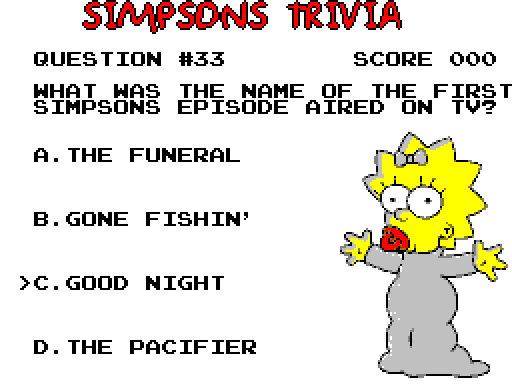 SIMPSONS TRIVIA
QUESTION #33 SCORE 000
WHAT WAS THE NAME OF THE FIRST
SIMPSONS EPISODE AIRED ON TV?
A. THE FUNERAL
B. GONE FISHIN'
>C. GOOD NIGHT
D. THE PACIFIER